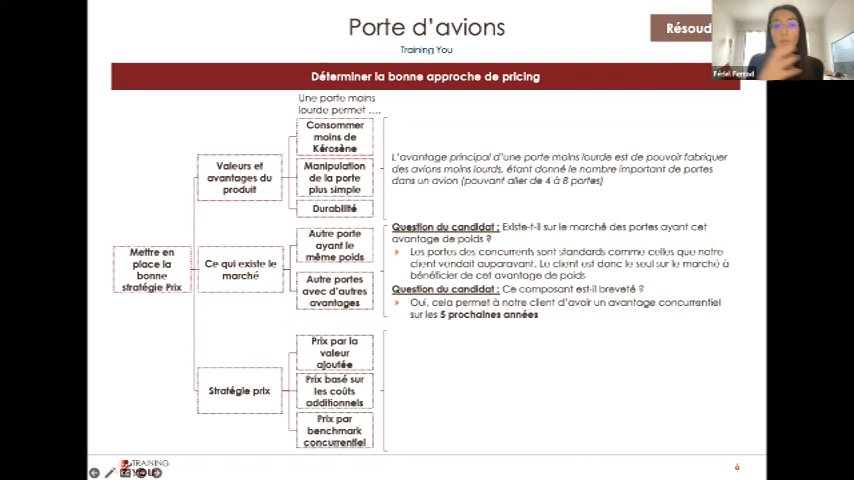 Porte d'avions
Training You
Résoud
Fériel Ferrad
Déterminer la bonne approche de pricing
Une porte moins
lourde permet ....
Consommer
moins de
Kérosène
Valeurs et
avantages du
produit
Manipulation
de la porte
plus simple
Durabilité
L'avantage principal d'une porte moins lourde est de pouvoir fabriquer
des avions moins lourds, étant donné le nombre important de portes
dans un avion (pouvant aller de 4 à 8 portes)
Mettre en
place la
bonne
stratégie Prix
Ce qui existe le
marché
Autre porte
ayant le
même poids
Autre portes
avec d'autres
avantages
Question du candidat : Existe-t-il sur le marché des portes ayant cet
avantage de poids ?
Les portes des concurrents sont standards comme celles que notre
client vendait auparavant. Le client est donc le seul sur le marché à
bénéficier de cet avantage de poids
Question du candidat : Ce composant est-il breveté ?
Oui, cela permet à notre client d'avoir un avantage concurrentiel
sur les 5 prochaines années
Stratégie prix
Prix par la
valeur
ajoutée
Prix basé sur
les coûts
additionnels
Prix par
benchmark
concurrentiel
TRAINING
YOU
6